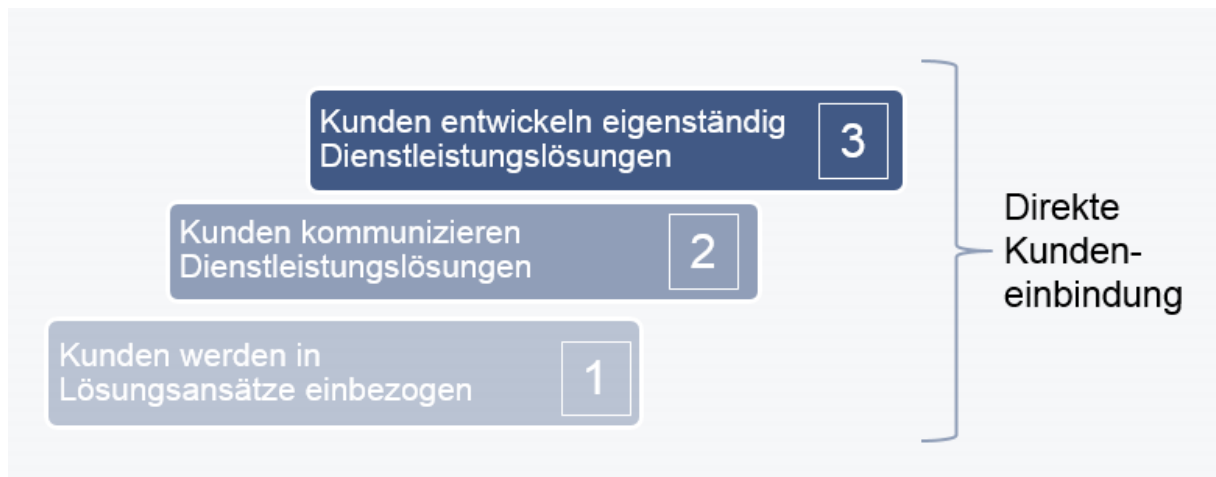 Kunden entwickeln eigenständig
Dienstleistungslösungen
3
Kunden kommunizieren
Dienstleistungslösungen
2
Kunden werden in
Lösungsansätze einbezogen
1
Direkte
Kunden-
einbindung